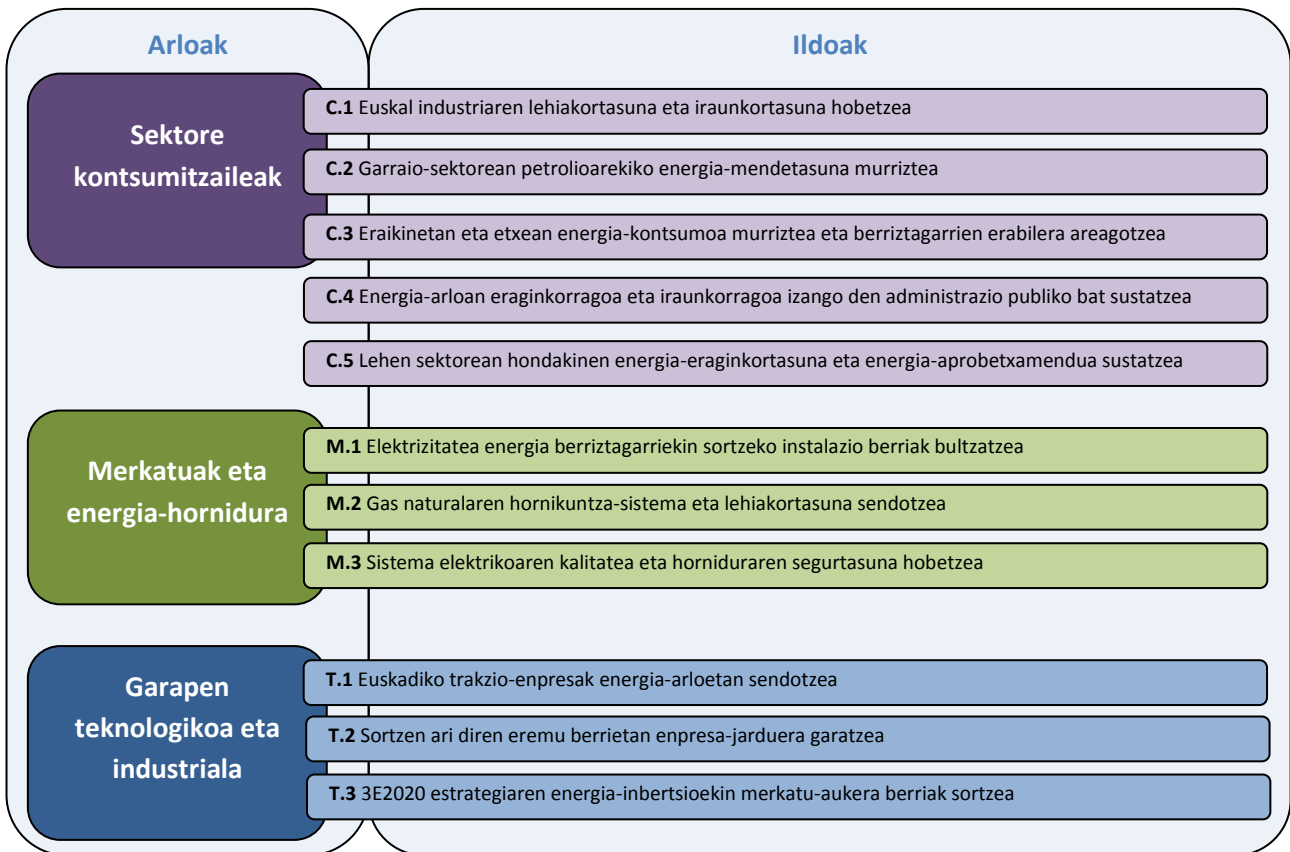 Arloak
Ildoak
Sektore
kontsumitzaileak
C.1 Euskal industriaren lehiakortasuna eta iraunkortasuna hobetzea
C.2 Garraio-sektorean petrolioarekiko energia-mendetasuna murriztea
C.3 Eraikinetan eta etxean energia-kontsumoa murriztea eta berriztagarrien erabilera areagotzea
C.4 Energia-arloan eraginkorragoa eta iraunkorragoa izango den administrazio publiko bat sustatzea
C.5 Lehen sektorean hondakinen energia-eraginkortasuna eta energia-aprobetxamendua sustatzea
Merkatuak eta
energia-hornidura
M.1 Elektrizitatea energia berriztagarriekin sortzeko instalazio berriak bultzatzea
M.2 Gas naturalaren hornikuntza-sistema eta lehiakortasuna sendotzea
M.3 Sistema elektrikoaren kalitatea eta horniduraren segurtasuna hobetzea
Garapen
teknologikoa eta
industriala
T.1 Euskadiko trakzio-enpresak energia-arloetan sendotzea
T.2 Sortzen ari diren eremu berrietan enpresa-jarduera garatzea
T.3 3E2020 estrategiaren energia-inbertsioekin merkatu-aukera berriak sortzea